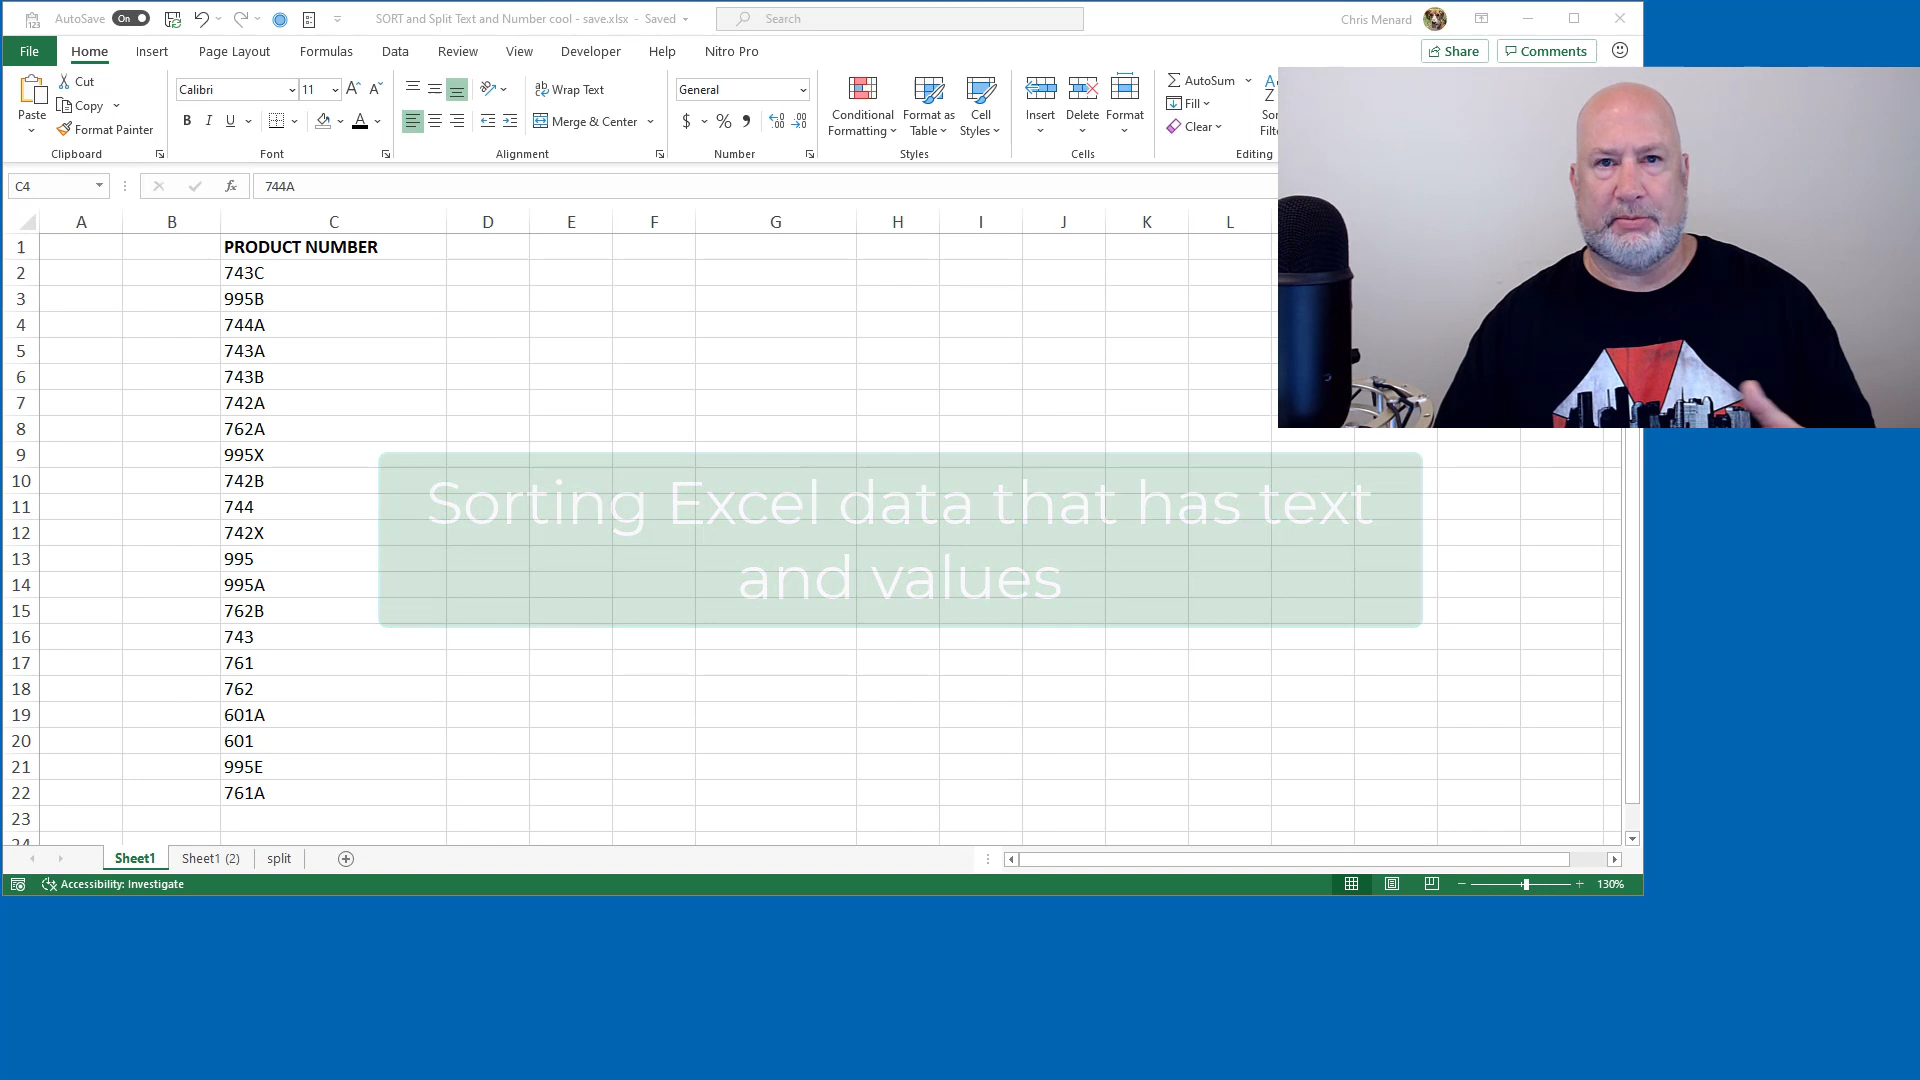 AutoSave On SORT and Split Text and Number cool - save.xlsx - Saved Search Chris Menard
File Home Insert Page Layout Formulas Data Review View Developer Help Nitro Pro Share Comments
Paste Cut Copy Format Painter
Calibri 11
B I U A
ab Wrap Text
Merge & Center
General
$ % 9
Conditional Formatting
Format as Table
Cell Styles
Insert Delete Format
AutoSum
Fill
Clear
Clipboard Font Alignment Number Styles Cells Editing
C4 fx 744A
A B C D E F G H I J K L
1 PRODUCT NUMBER
2 743C
3 995B
4 744A
5 743A
6 743B
7 742A
8 762A
9 995X
10 742B
11 744
12 742X
13 995
14 995A
15 762B
16 743
17 761
18 762
19 601A
20 601
21 995E
22 761A
23
24
Sorting Excel data that has text
and values
Sheet1 Sheet1 (2) split
Accessibility: Investigate 130%